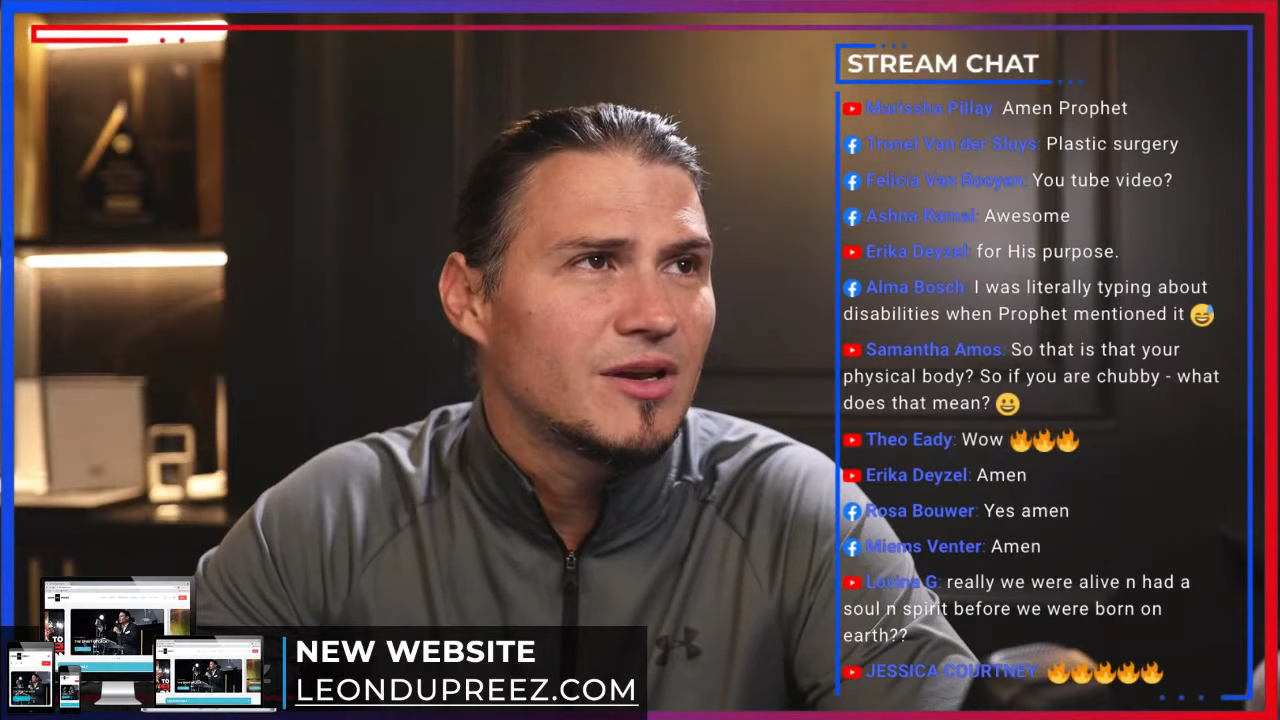 STREAM CHAT
Marissha Pillay: Amen Prophet
Tronel Van der Sluys: Plastic surgery
Felicia Van Rooyen: You tube video?
Ashna Ramai: Awesome
Erika Deyzel: for His purpose.
Alma Bosch: I was literally typing about
disabilities when Prophet mentioned it 😅
Samantha Amos: So that is that your
physical body? So if you are chubby - what
does that mean? 😀
Theo Eady: Wow 🔥🔥🔥
Erika Deyzel: Amen
Rosa Bouwer: Yes amen
Miems Venter: Amen
Lovina G: really we were alive n had a
soul n spirit before we were born on
earth??
JESSICA COURTNEY: 🔥🔥🔥🔥🔥
NEW WEBSITE
LEONDUPREEZ.COM